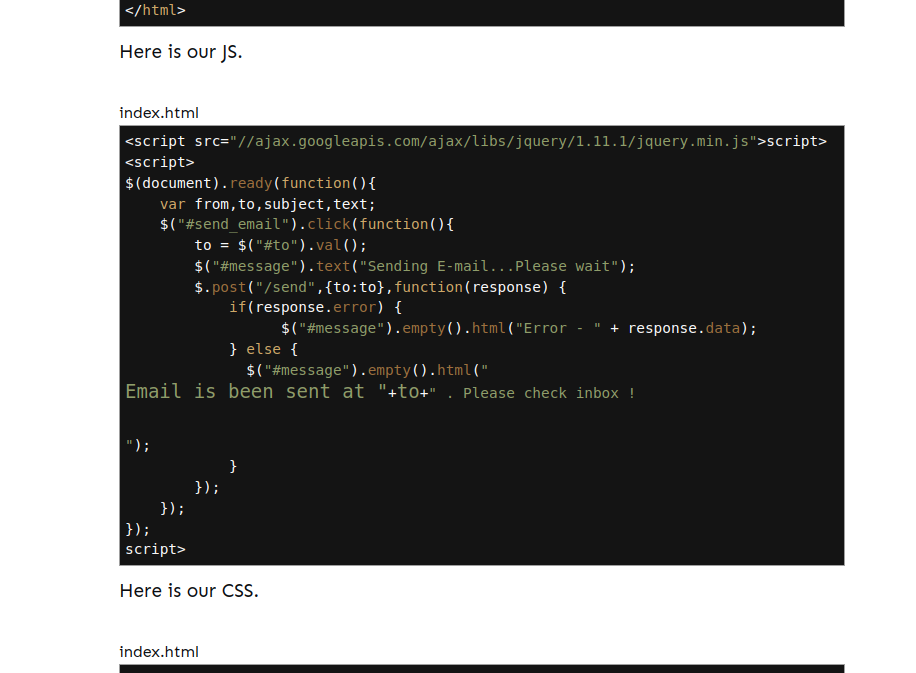 </html>
Here is our JS.
index.html
<script src="//ajax.googleapis.com/ajax/libs/jquery/1.11.1/jquery.min.js">script>
<script>
$(document).ready(function(){
    var from,to,subject,text;
    $("#send_email").click(function(){
        to = $("#to").val();
        $("#message").text("Sending E-mail...Please wait");
        $.post("/send",{to:to},function(response) {
            if(response.error) {
                  $("#message").empty().html("Error - " + response.data);
            } else {
              $("#message").empty().html("
Email is been sent at "+to+" . Please check inbox !
");
            }
        });
    });
});
script>
Here is our CSS.
index.html